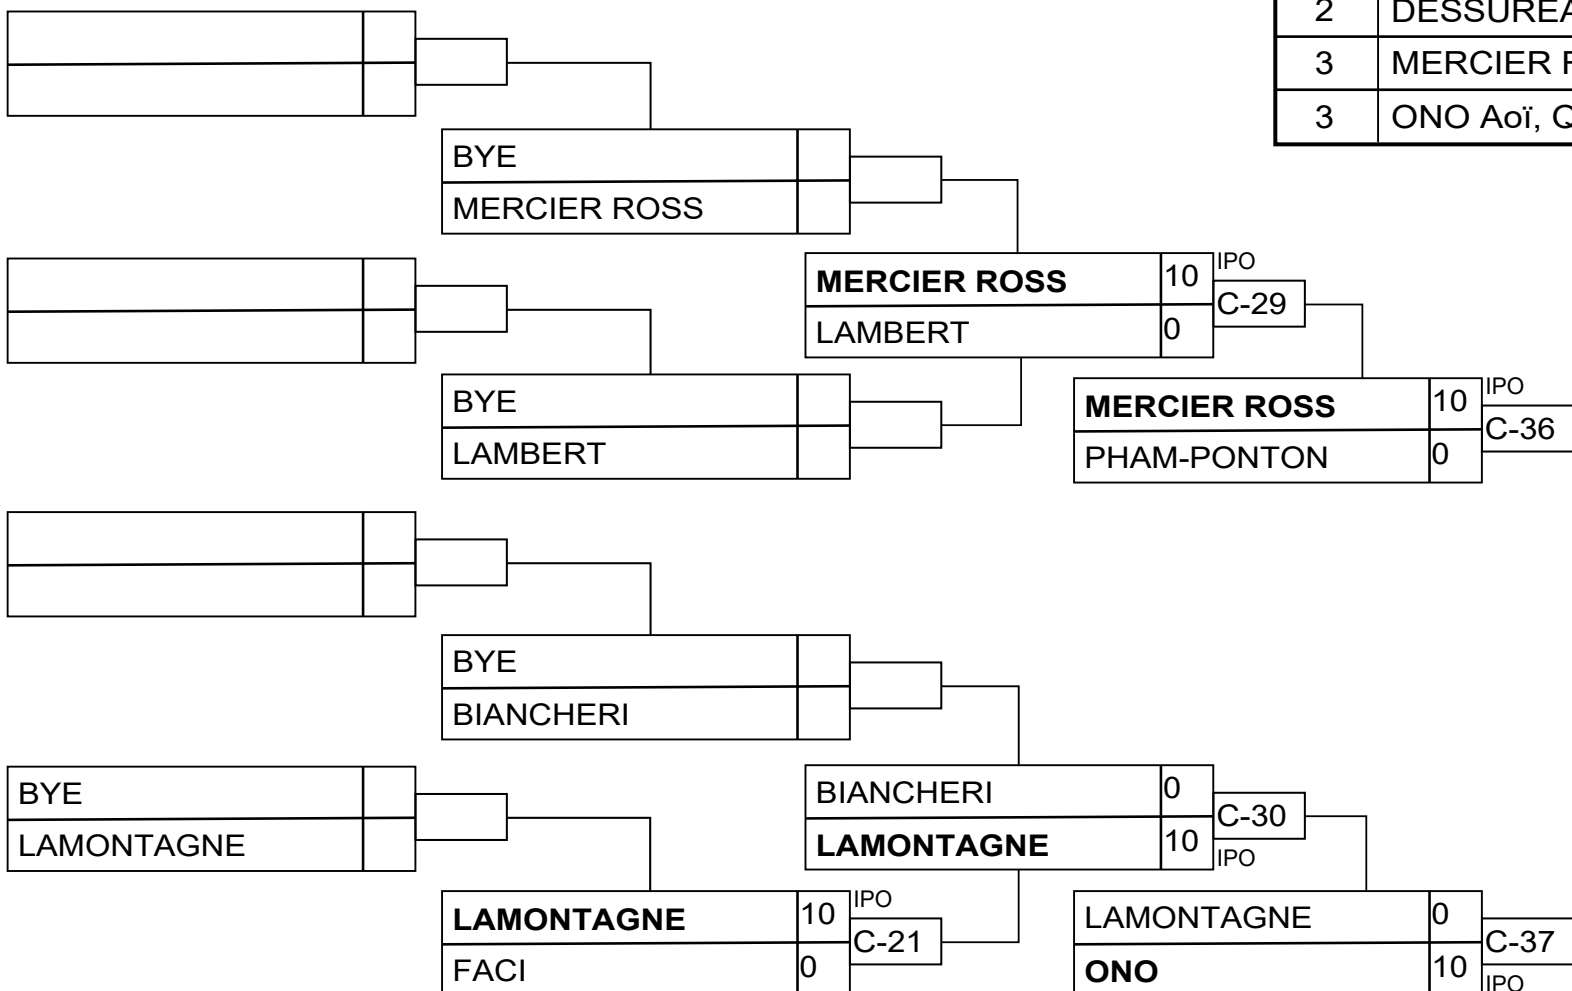 2 DESSUREA
3 MERCIER
3 ONO Aoï,
BYE
MERCIER ROSS
MERCIER ROSS 10 IPO
C-29
LAMBERT 0
BYE
LAMBERT
MERCIER ROSS 10 IPO
C-36
PHAM-PONTON 0
BYE
BIANCHERI
BYE
LAMONTAGNE
BIANCHERI 0
C-30
LAMONTAGNE 10 IPO
LAMONTAGNE 10 IPO
C-21
FACI 0
LAMONTAGNE 0
C-37
ONO 10 IPO